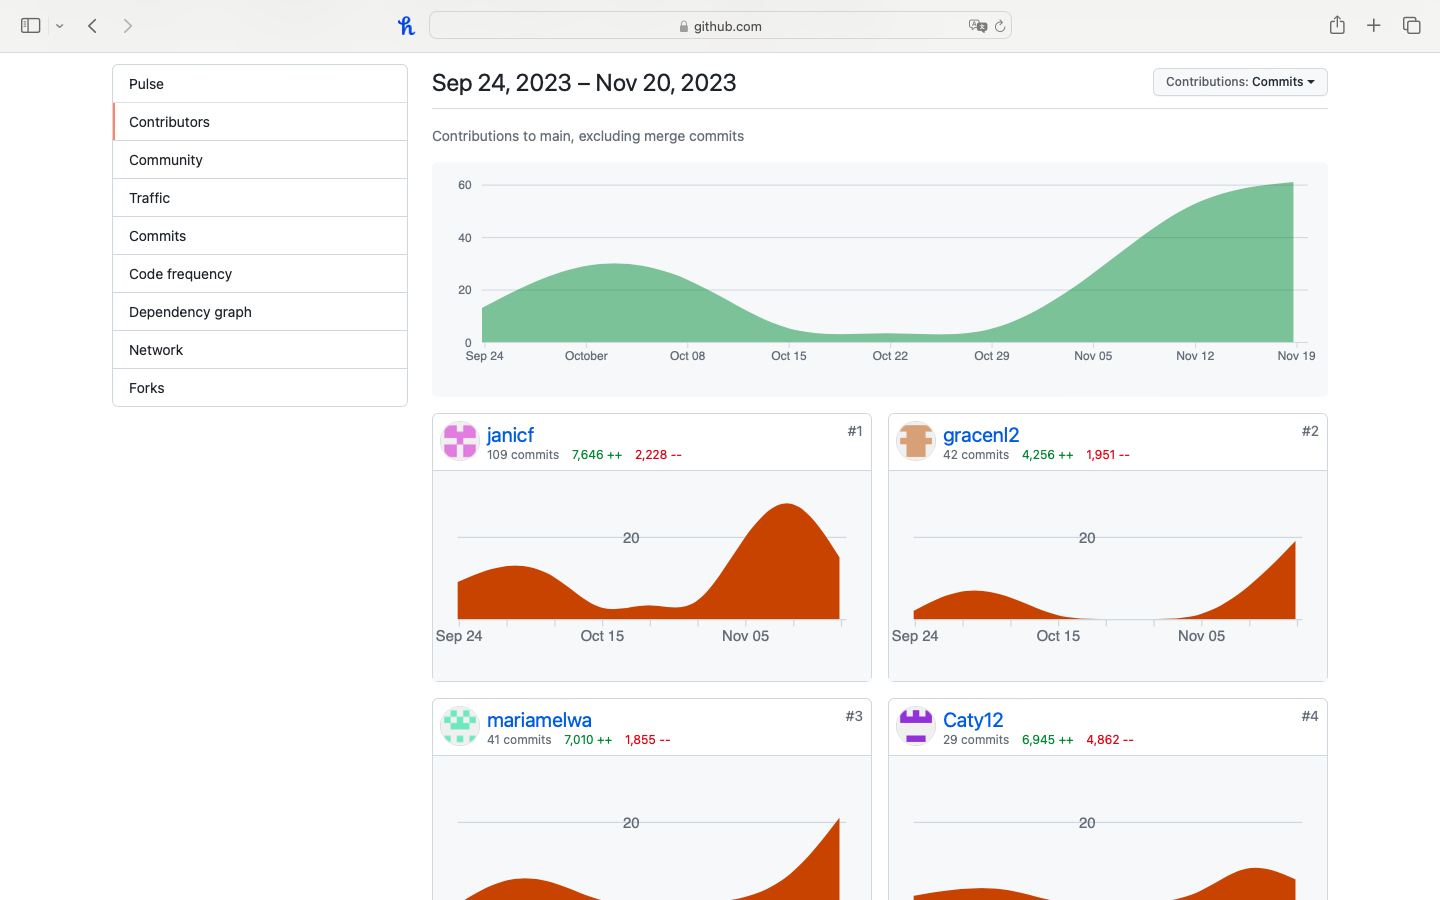 github.com
Pulse
Contributors
Community
Traffic
Commits
Code frequency
Dependency graph
Network
Forks
Sep 24, 2023 – Nov 20, 2023
Contributions: Commits
Contributions to main, excluding merge commits
60
40
20
0
Sep 24 October Oct 08 Oct 15 Oct 22 Oct 29 Nov 05 Nov 12 Nov 19
janicf #1
109 commits 7,646 ++ 2,228 --
20
Sep 24 Oct 15 Nov 05
gracenl2 #2
42 commits 4,256 ++ 1,951 --
20
Sep 24 Oct 15 Nov 05
mariamelwa #3
41 commits 7,010 ++ 1,855 --
20
Caty12 #4
29 commits 6,945 ++ 4,862 --
20